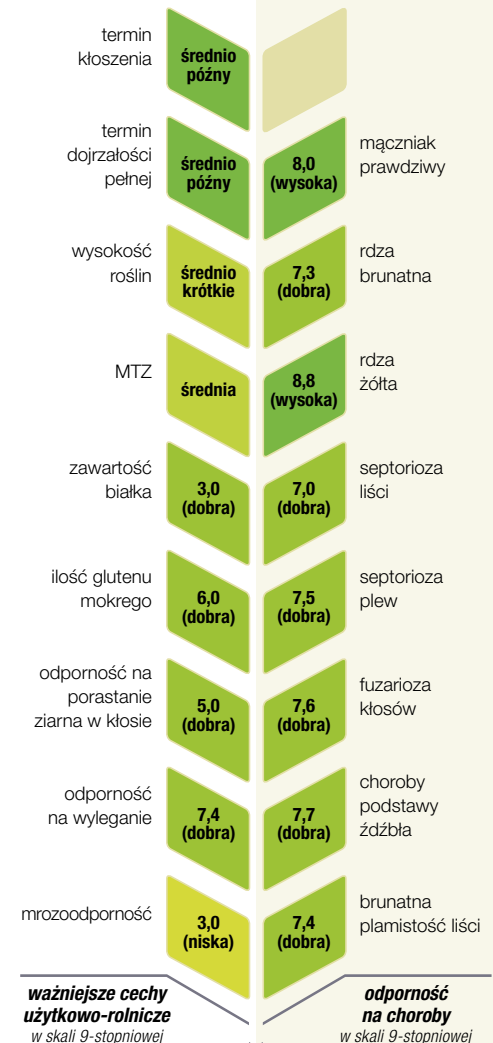 termin
kłoszenia
średnio
późny
termin
dojrzałości
pełnej
średnio
późny
8,0
(wysoka)
mączniak
prawdziwy
wysokość
roślin
średnio
krótkie
7,3
(dobra)
rdza
brunatna
MTZ
średnia
8,8
(wysoka)
rdza
żółta
zawartość
białka
3,0
(dobra)
7,0
(dobra)
septorioza
liści
ilość glutenu
mokrego
6,0
(dobra)
7,5
(dobra)
septorioza
plew
odporność na
porastanie
ziarna w kłosie
5,0
(dobra)
7,6
(dobra)
fuzarioza
kłosów
odporność
na wyleganie
7,4
(dobra)
7,7
(dobra)
choroby
podstawy
źdźbła
mrozoodporność
3,0
(niska)
7,4
(dobra)
brunatna
plamistość liści
ważniejsze cechy
użytkowo-rolnicze
w skali 9-stopniowej
odporność
na choroby
w skali 9-stopniowej